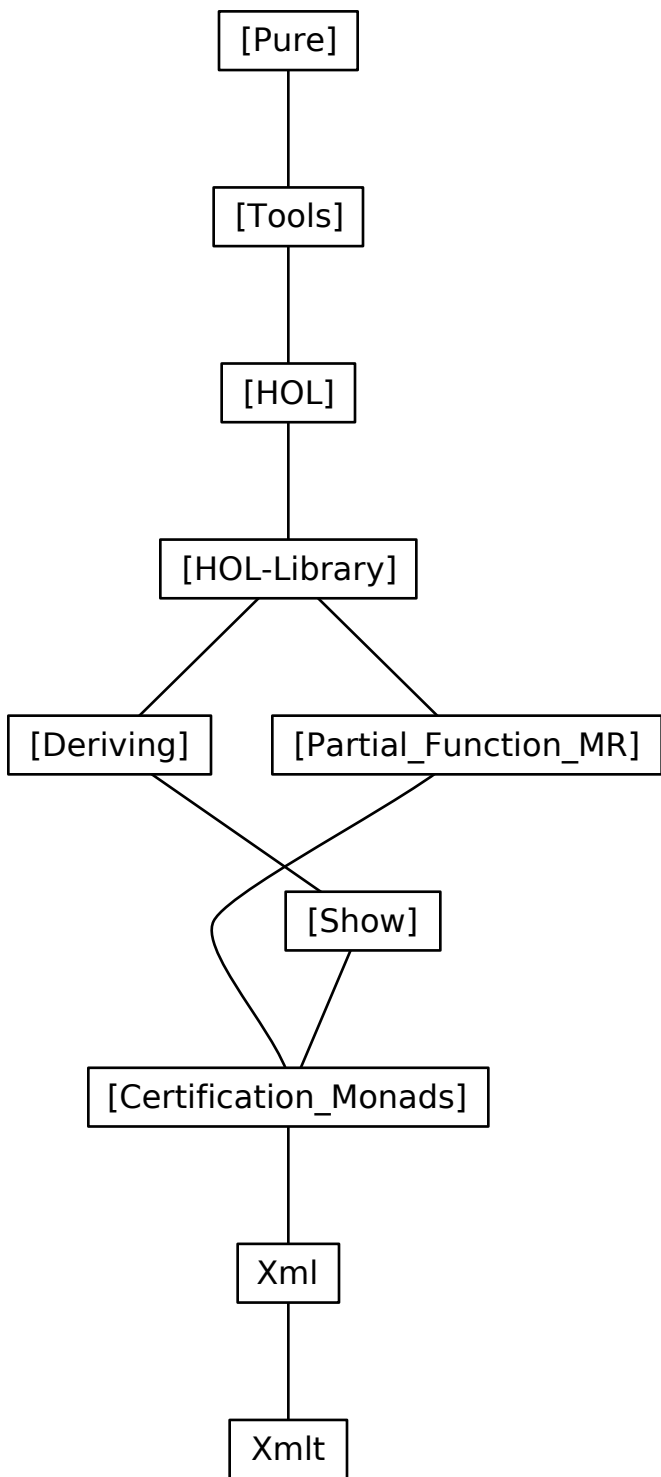 [Pure]
[Tools]
[HOL]
[HOL-Library]
[Deriving]
[Partial_Function_MR]
[Show]
[Certification_Monads]
Xml
Xmlt